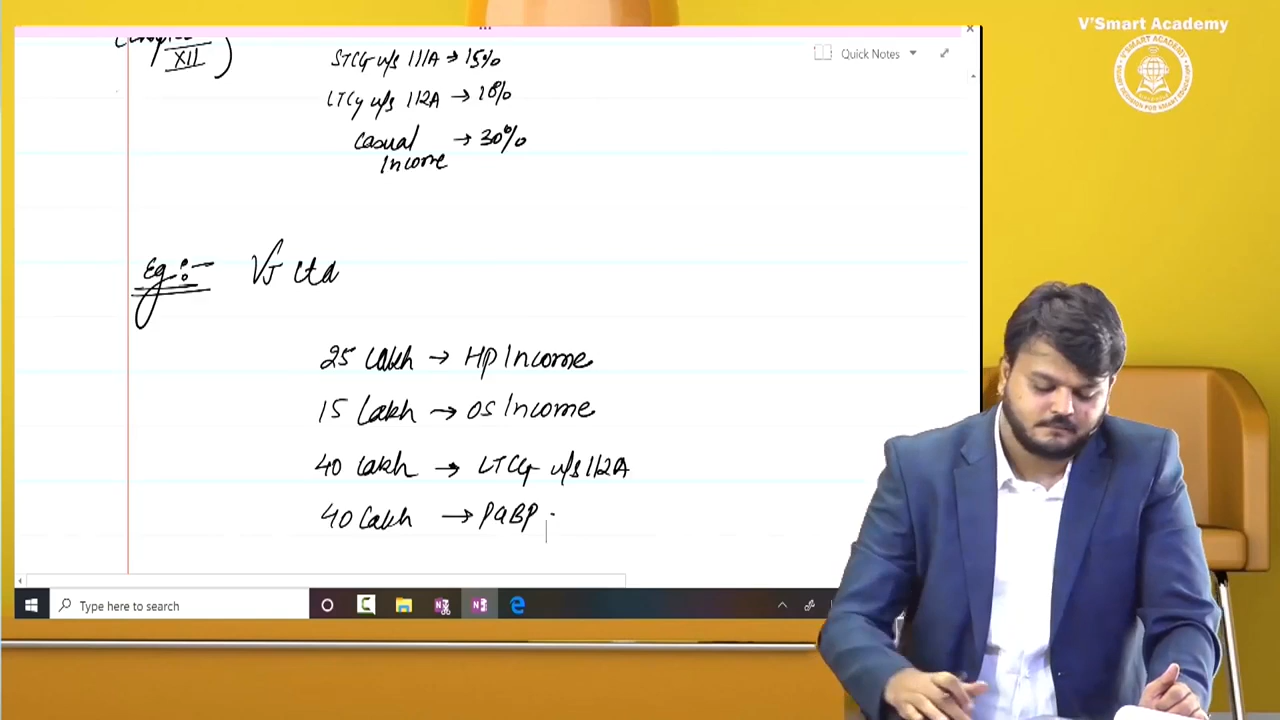 V'Smart Academy
XII )
STCG u/s 111A → 15%
Quick Notes
LTCG u/s 112A → 10%
Casual Income → 30%
Eg :- VJ Ltd
25 Lakh → HP Income
15 Lakh → OS Income
40 Lakh → LTCG u/s 112A
40 Lakh → PGBP
Type here to search